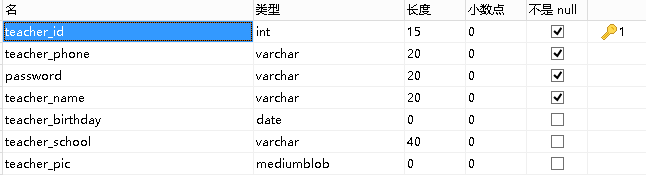 名 类型 长度 小数点 不是 null
teacher_id int 15 0 1
teacher_phone varchar 20 0
password varchar 20 0
teacher_name varchar 20 0
teacher_birthday date 0 0
teacher_school varchar 40 0
teacher_pic mediumblob 0 0